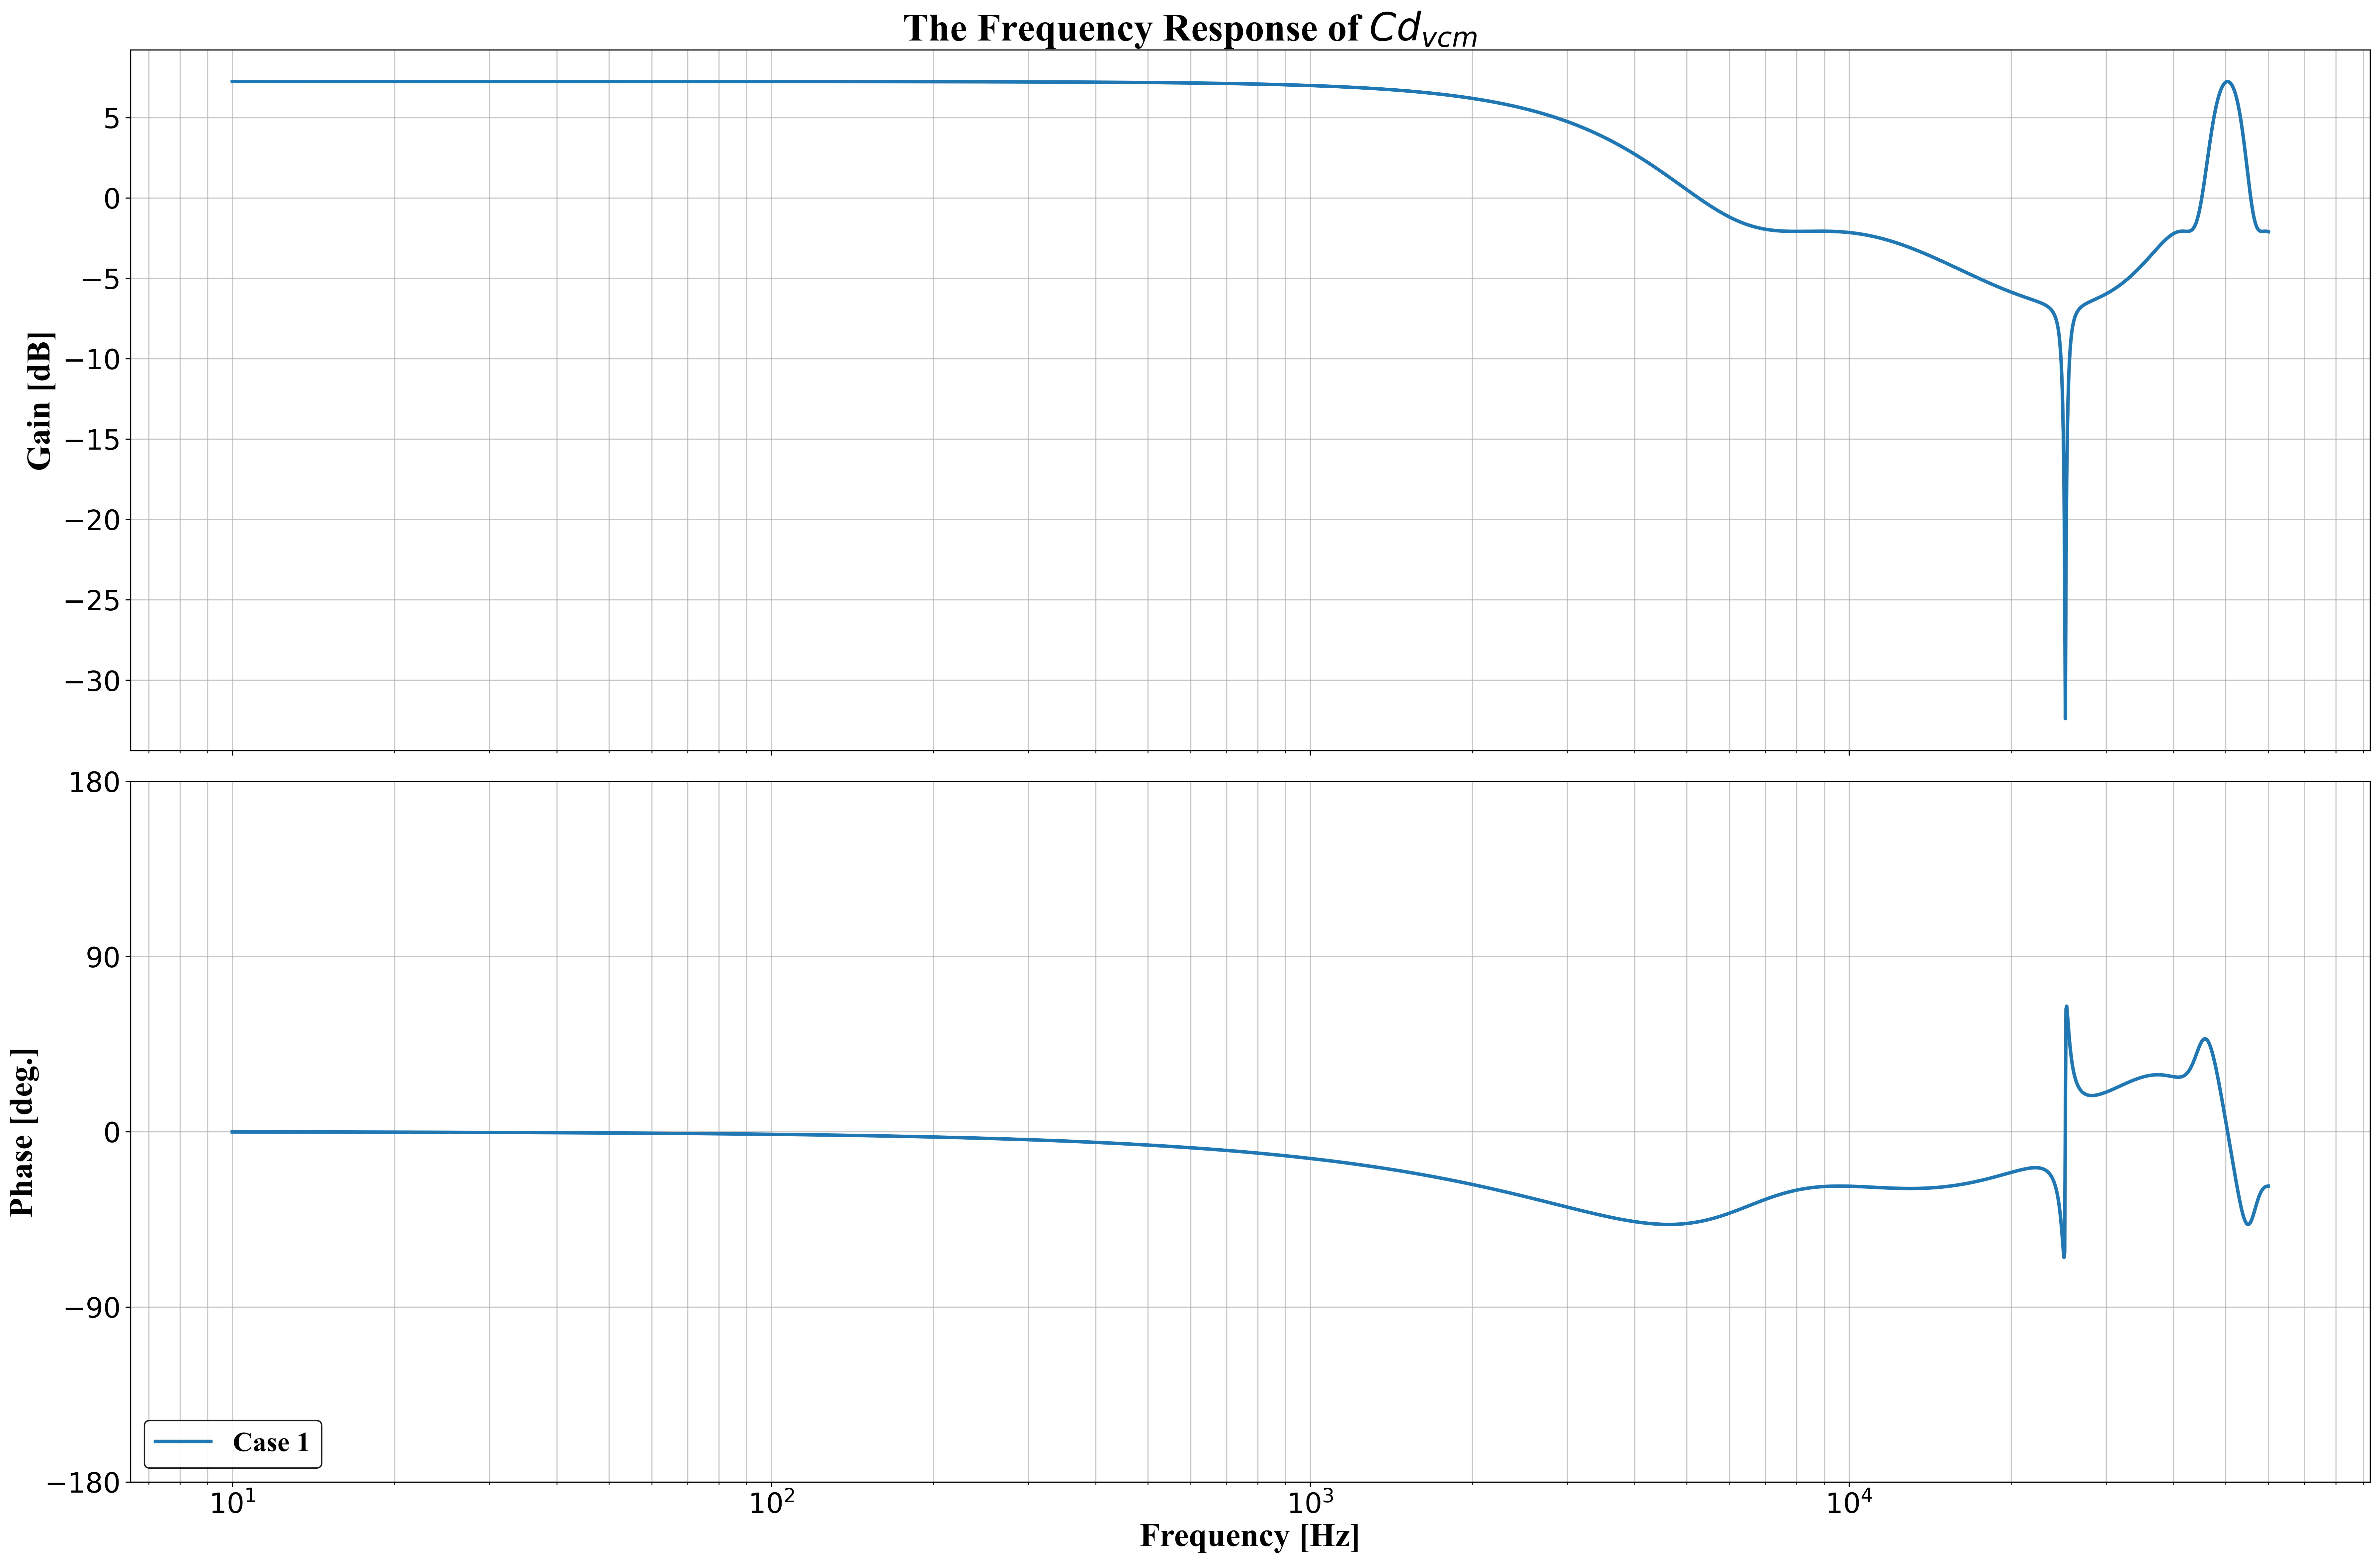 The Frequency Response of Cd_vcm
Gain [dB]
5
0
−5
−10
−15
−20
−25
−30
Phase [deg.]
180
90
0
−90
−180
Case 1
10^1 10^2 10^3 10^4
Frequency [Hz]